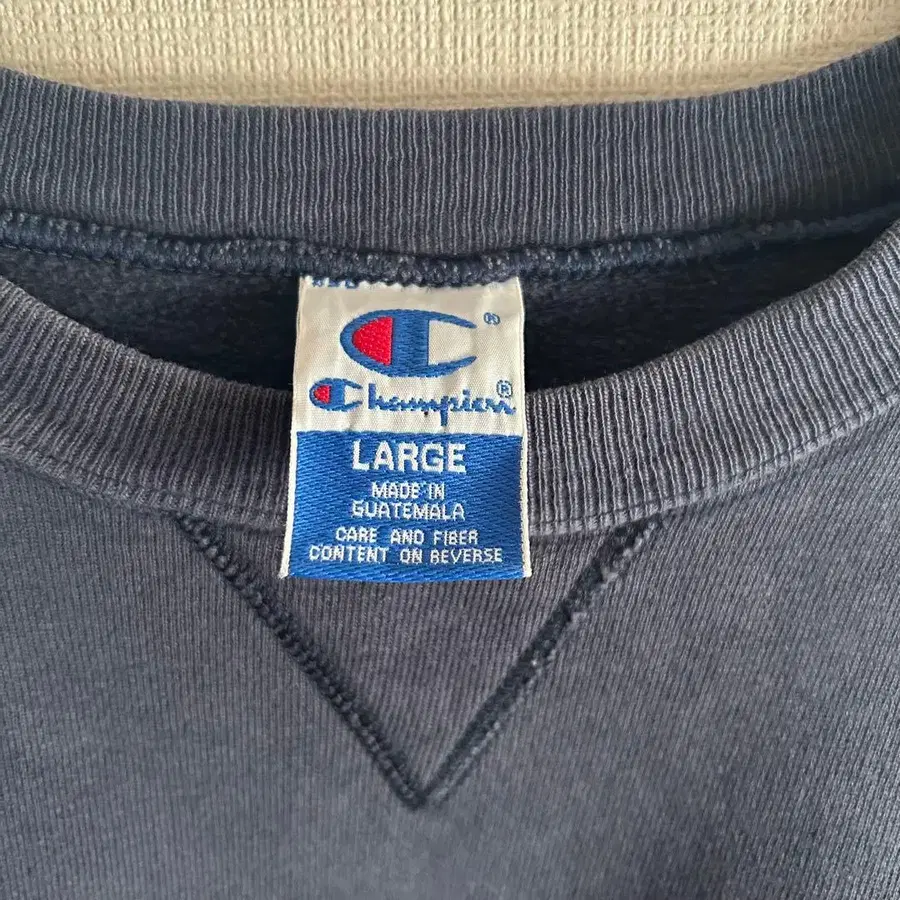 ®
Champion®
LARGE
MADE IN
GUATEMALA
CARE AND FIBER
CONTENT ON REVERSE